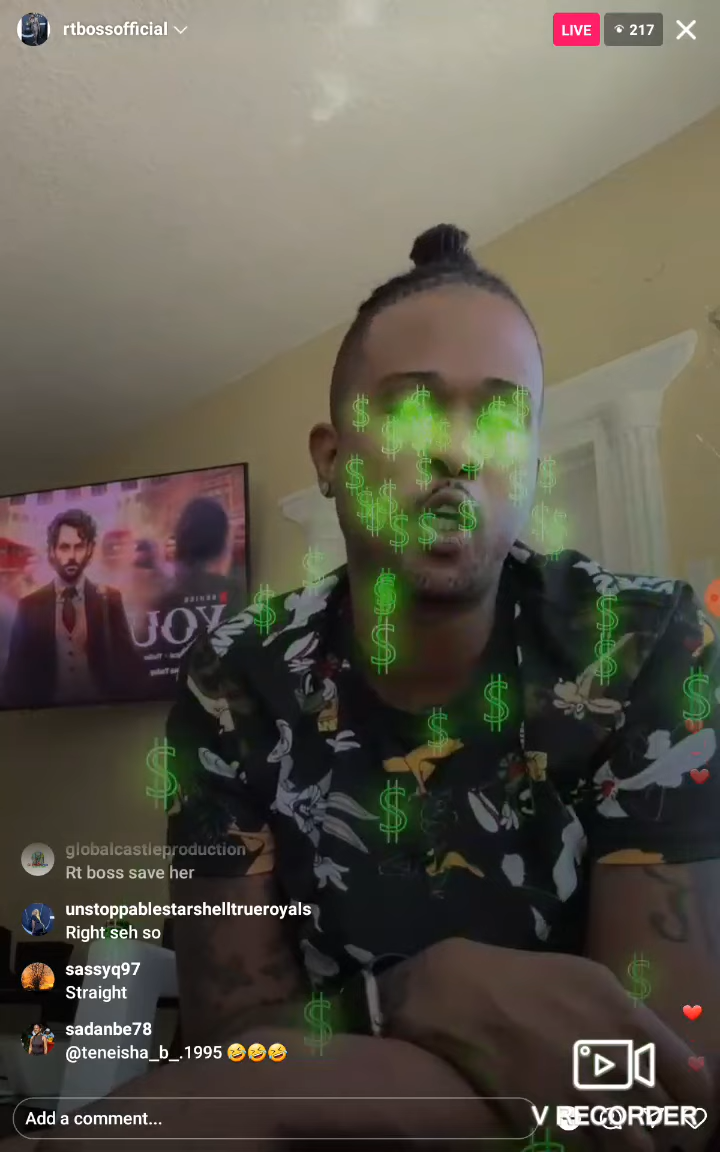 rtbossofficial
LIVE
217
YOU
globalcastleproduction
Rt boss save her
unstoppablestarshelltrueroyals
Right seh so
sassyq97
Straight
sadanbe78
@teneisha_b_.1995 🤣🤣🤣
Add a comment...
V RECORDER